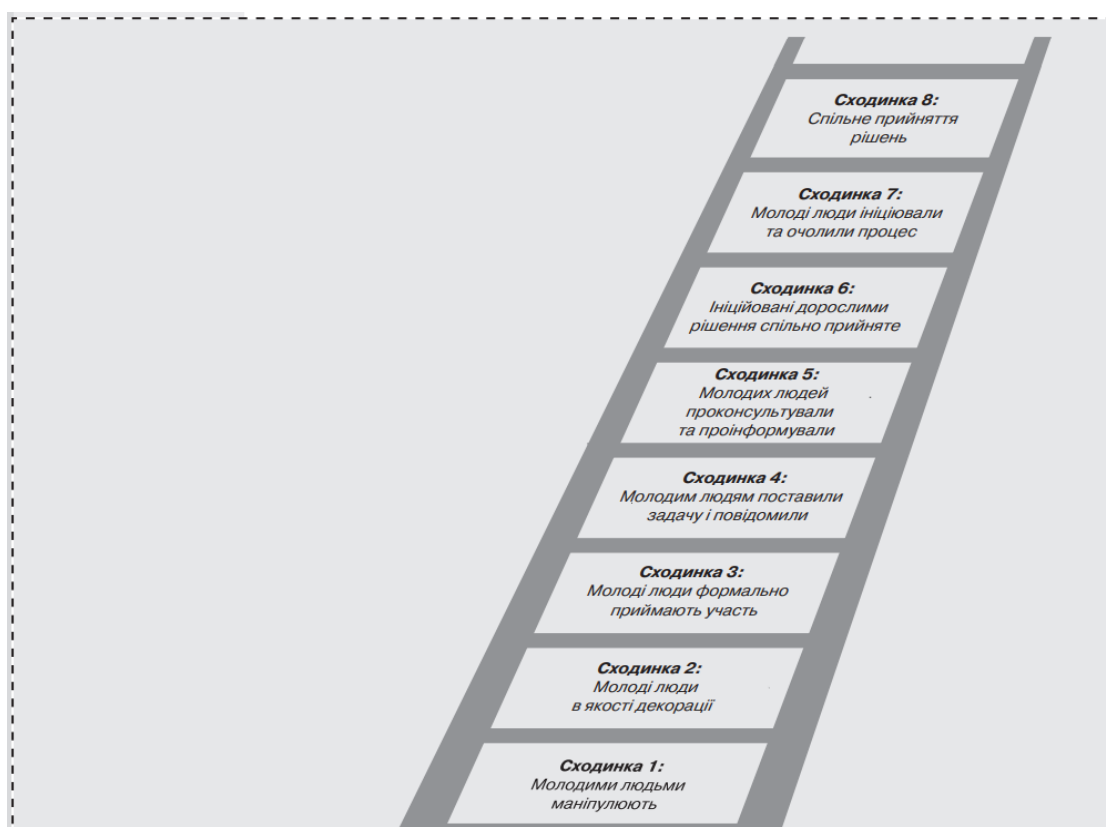 Сходинка 8:
Спільне прийняття
рішень
Сходинка 7:
Молоді люди ініціювали
та очолили процес
Сходинка 6:
Ініційовані дорослими
рішення спільно прийняте
Сходинка 5:
Молодих людей
проконсультували
та проінформували
Сходинка 4:
Молодим людям поставили
задачу і повідомили
Сходинка 3:
Молоді люди формально
приймають участь
Сходинка 2:
Молоді люди
в якості декорації
Сходинка 1:
Молодими людьми
маніпулюють